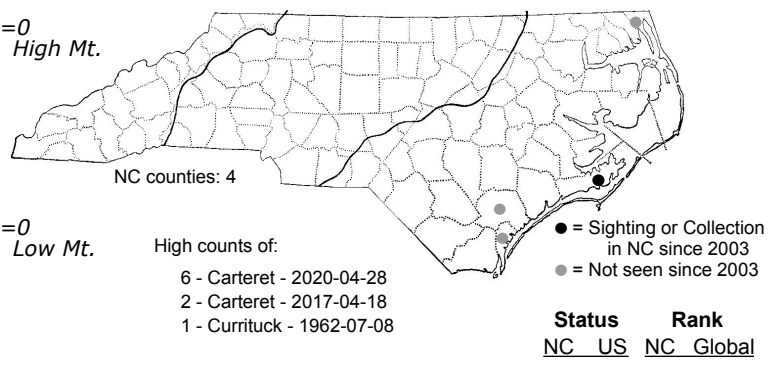 =0
High Mt.
NC counties: 4
=0
Low Mt.
High counts of:
6 - Carteret - 2020-04-28
2 - Carteret - 2017-04-18
1 - Currituck - 1962-07-08
● = Sighting or Collection
in NC since 2003
● = Not seen since 2003
Status Rank
NC US NC Global